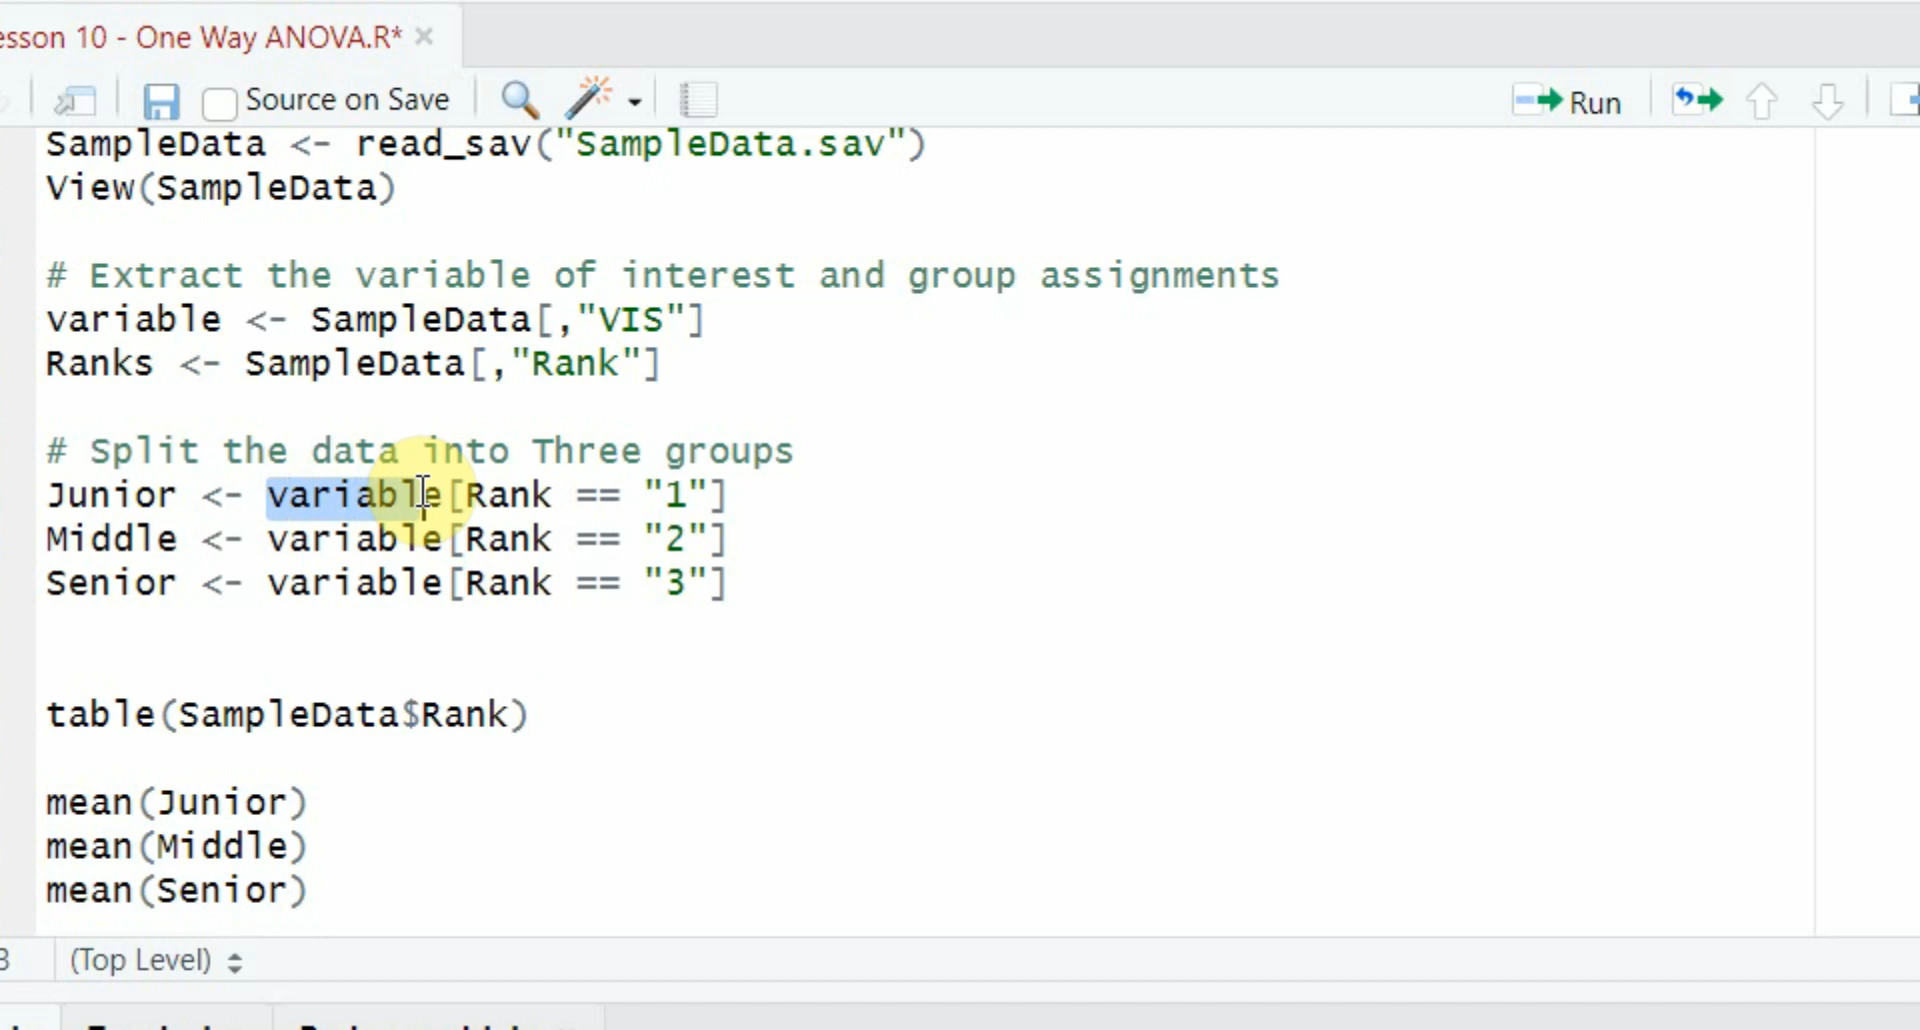 esson 10 - One Way ANOVA.R*
Source on Save
Run
SampleData <- read_sav("SampleData.sav")
View(SampleData)
# Extract the variable of interest and group assignments
variable <- SampleData[,"VIS"]
Ranks <- SampleData[,"Rank"]
# Split the data into Three groups
Junior <- variable[Rank == "1"]
Middle <- variable[Rank == "2"]
Senior <- variable[Rank == "3"]
table(SampleData$Rank)
mean(Junior)
mean(Middle)
mean(Senior)
(Top Level)